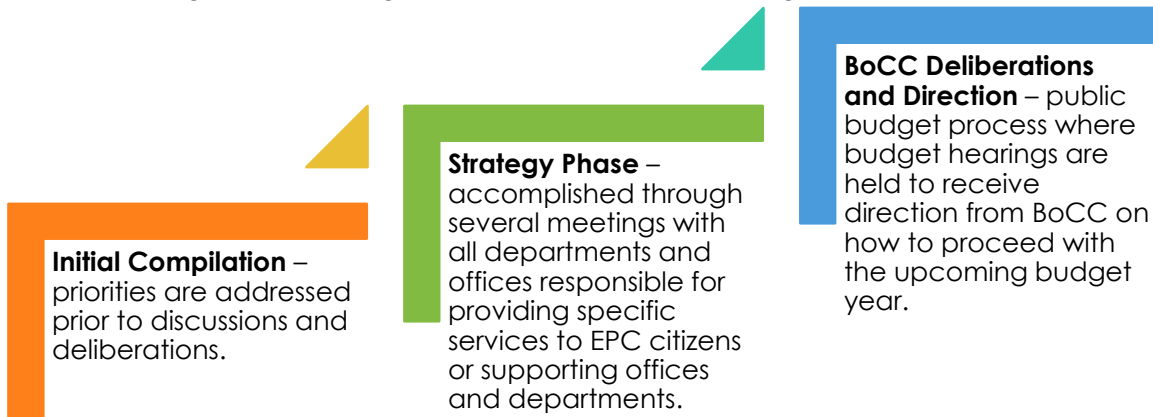 Initial Compilation –
priorities are addressed
prior to discussions and
deliberations.
Strategy Phase –
accomplished through
several meetings with
all departments and
offices responsible for
providing specific
services to EPC citizens
or supporting offices
and departments.
BoCC Deliberations
and Direction – public
budget process where
budget hearings are
held to receive
direction from BoCC on
how to proceed with
the upcoming budget
year.